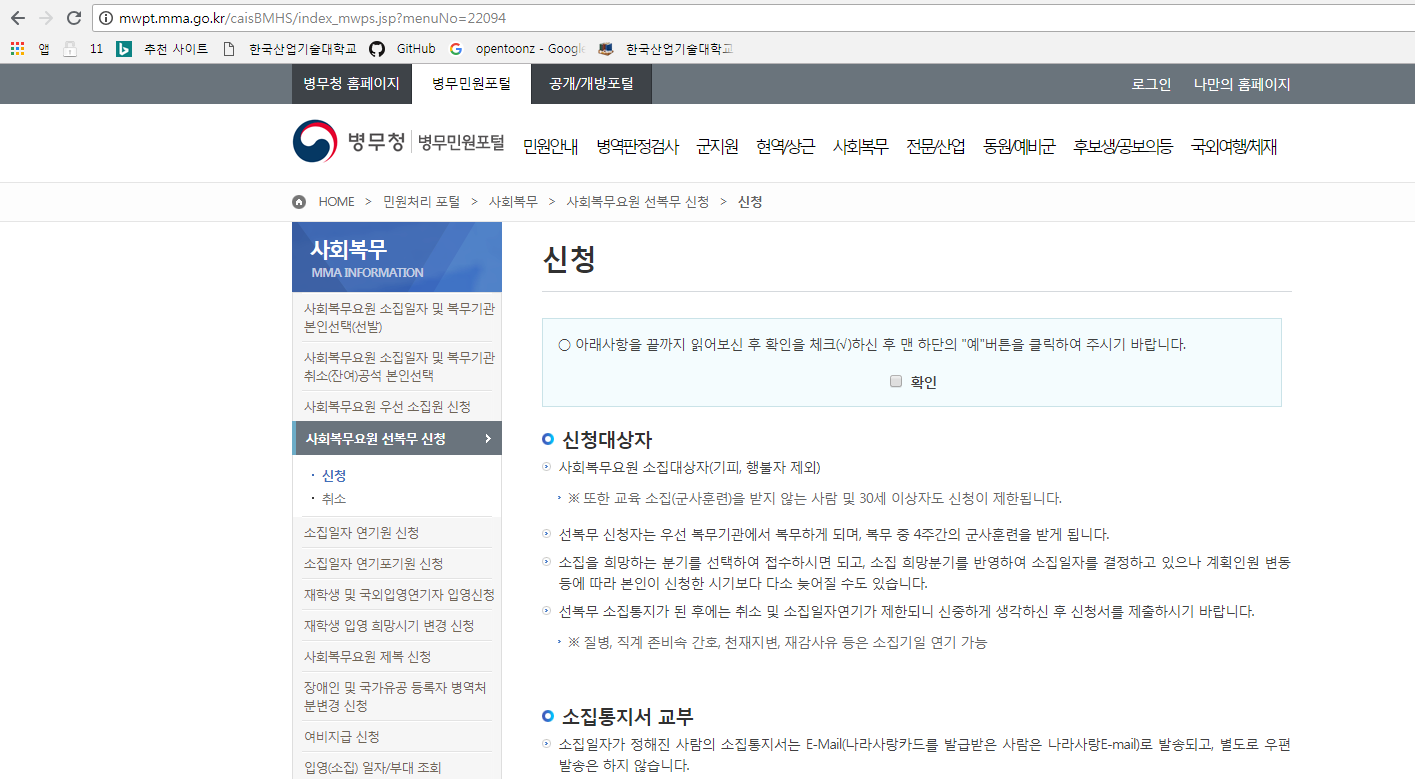 mwpt.mma.go.kr/caisBMHS/index_mwps.jsp?menuNo=22094
앱 11 추천 사이트 한국산업기술대학교 GitHub opentoonz - Google 한국산업기술대학교
병무청 홈페이지 병무민원포털 공개/개방포털 로그인 나만의 홈페이지
병무청 병무민원포털 민원안내 병역판정검사 군지원 현역/상근 사회복무 전문/산업 동원/예비군 후보생/공보의등 국외여행/체재
HOME > 민원처리 포털 > 사회복무 > 사회복무요원 선복무 신청 > 신청
사회복무
MMA INFORMATION
사회복무요원 소집일자 및 복무기관
본인선택(선발)
사회복무요원 소집일자 및 복무기관
취소(잔여)공석 본인선택
사회복무요원 우선 소집원 신청
사회복무요원 선복무 신청
· 신청
· 취소
소집일자 연기원 신청
소집일자 연기포기원 신청
재학생 및 국외입영연기자 입영신청
재학생 입영 희망시기 변경 신청
사회복무요원 제복 신청
장애인 및 국가유공 등록자 병역처
분변경 신청
여비지급 신청
입영(소집) 일자/부대 조회
신청
○ 아래사항을 끝까지 읽어보신 후 확인을 체크(√)하신 후 맨 하단의 "예"버튼을 클릭하여 주시기 바랍니다.
확인
신청대상자
사회복무요원 소집대상자(기피, 행불자 제외)
※ 또한 교육 소집(군사훈련)을 받지 않는 사람 및 30세 이상자도 신청이 제한됩니다.
선복무 신청자는 우선 복무기관에서 복무하게 되며, 복무 중 4주간의 군사훈련을 받게 됩니다.
소집을 희망하는 분기를 선택하여 접수하시면 되고, 소집 희망분기를 반영하여 소집일자를 결정하고 있으나 계획인원 변동
등에 따라 본인이 신청한 시기보다 다소 늦어질 수도 있습니다.
선복무 소집통지가 된 후에는 취소 및 소집일자연기가 제한되니 신중하게 생각하신 후 신청서를 제출하시기 바랍니다.
※ 질병, 직계 존비속 간호, 천재지변, 재감사유 등은 소집기일 연기 가능
소집통지서 교부
소집일자가 정해진 사람의 소집통지서는 E-Mail(나라사랑카드를 발급받은 사람은 나라사랑E-mail)로 발송되고, 별도로 우편
발송은 하지 않습니다.